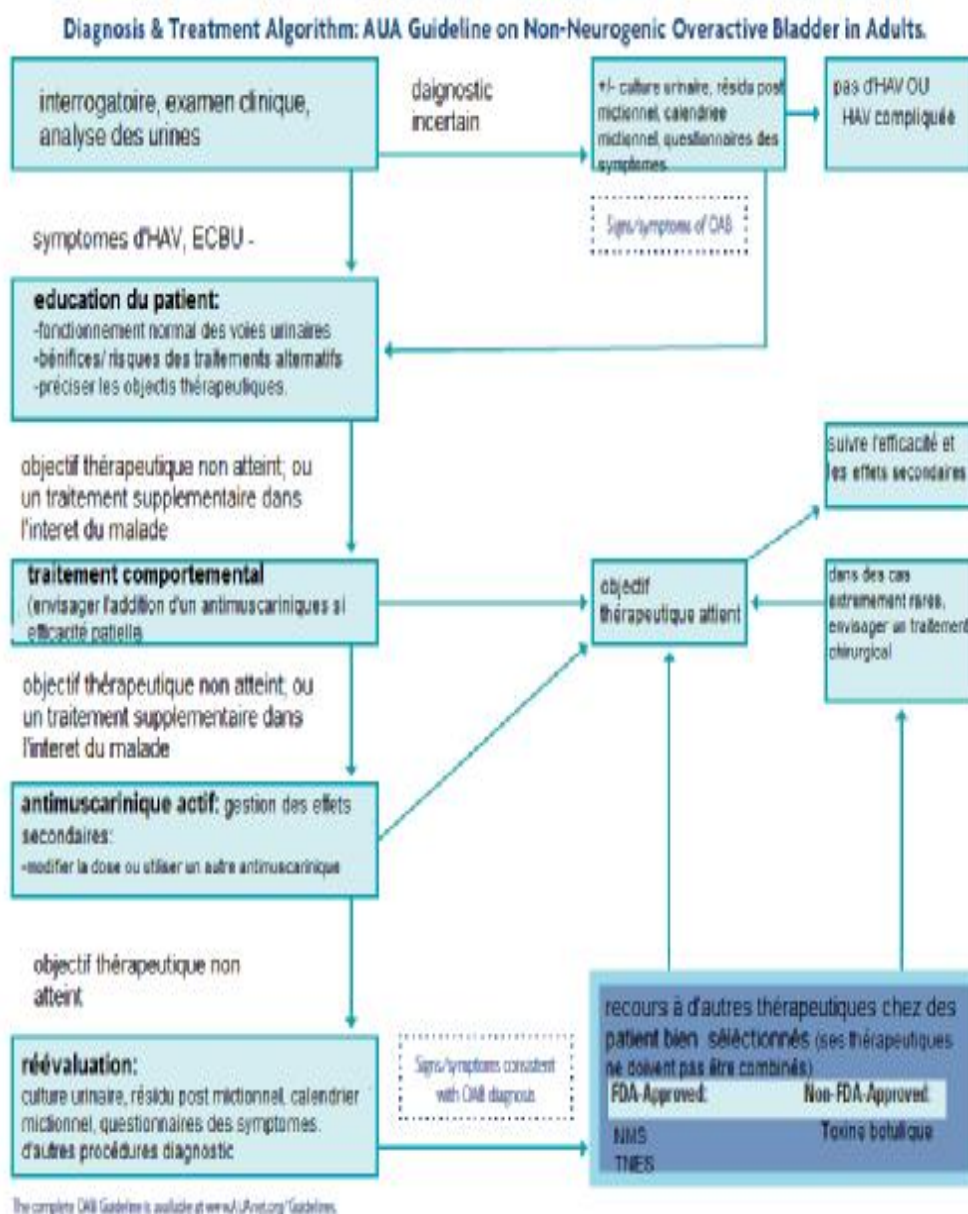 Diagnosis & Treatment Algorithm: AUA Guideline on Non-Neurogenic Overactive Bladder in Adults.
interrogatoire, examen clinique,
analyse des urines
daignostic
incertain
+/- culture urinaire, résidu post
mictionnel, calendriee
mictionnel, questionnaires des
symptomes.
pas d'HAV OU
HAV compliquée
Signs/symptoms of OAB
symptomes d'HAV, ECBU -
education du patient:
-fonctionnement normal des voies urinaires
-bénifices/ risques des traitements alternatifs
-préciser les objectis thérapeutiques.
objectif thérapeutique non atteint; ou
un traitement supplementaire dans
l'interet du malade
suivre l'efficacité et
les effets secondaires
traitement comportemental
(envisager l'addition d'un antimuscariniques si
efficacité patielle)
objectif
thérapeutique attient
dans des cas
extrumement rares,
envisager un traitement
chirurgical
objectif thérapeutique non atteint; ou
un traitement supplementaire dans
l'interet du malade
antimuscarinique actif: gestion des effets
secondaires:
-modifier la dose ou utiliser un autre antimuscarinique
objectif thérapeutique non
atteint
réévaluation:
culture urinaire, résidu post mictionnel, calendrier
mictionnel, questionnaires des symptomes.
d'autres procédures diagnostic
Signs/symptoms consistent
with OAB diagnosis
recours à d'autres thérapeutiques chez des
patient bien séléctionnés (ses thérapeutiques
ne doivent pas être combinés)
FDA-Approved: Non-FDA-Approved:
NMS Toxine botulique
TNES
The complete OAB Guideline is available at www.AUAnet.org/Guidelines.